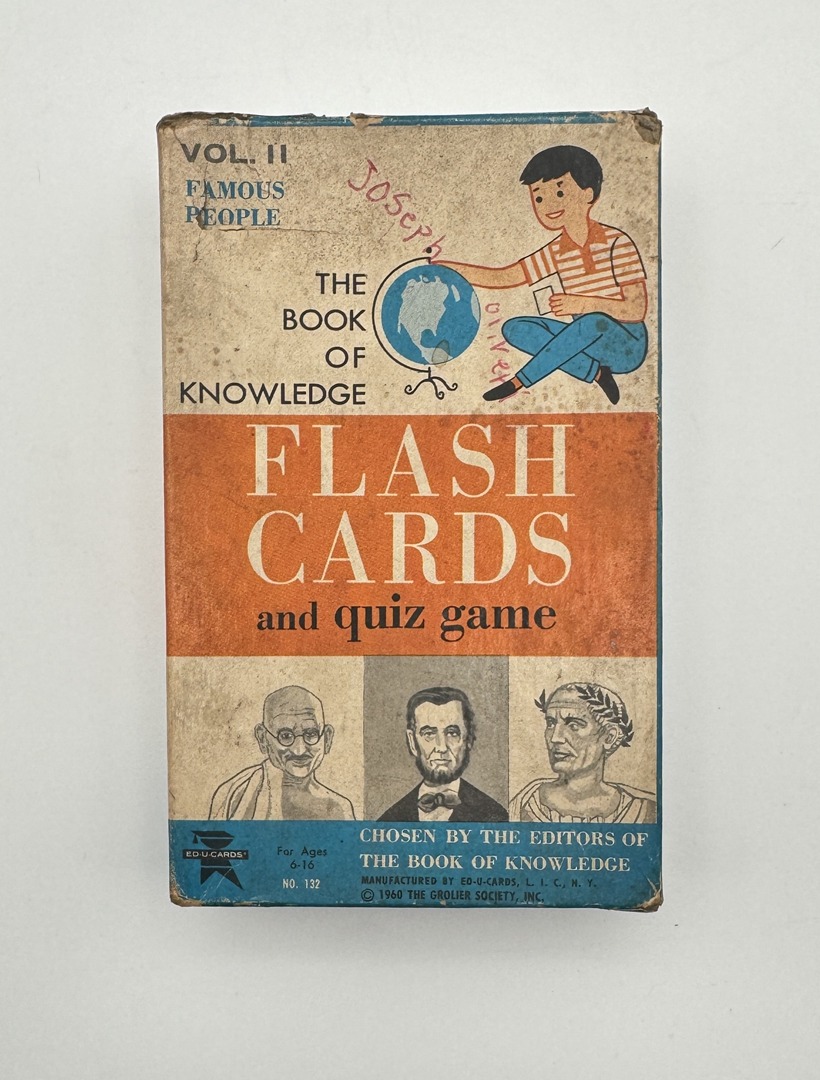 VOL. II
FAMOUS
PEOPLE
Joseph
THE
BOOK
OF
KNOWLEDGE
FLASH
CARDS
and quiz game
ED-U-CARDS
For Ages
6-16
NO. 132
CHOSEN BY THE EDITORS OF
THE BOOK OF KNOWLEDGE
MANUFACTURED BY ED-U-CARDS, L. I. C., N. Y.
© 1960 THE GROLIER SOCIETY, INC.